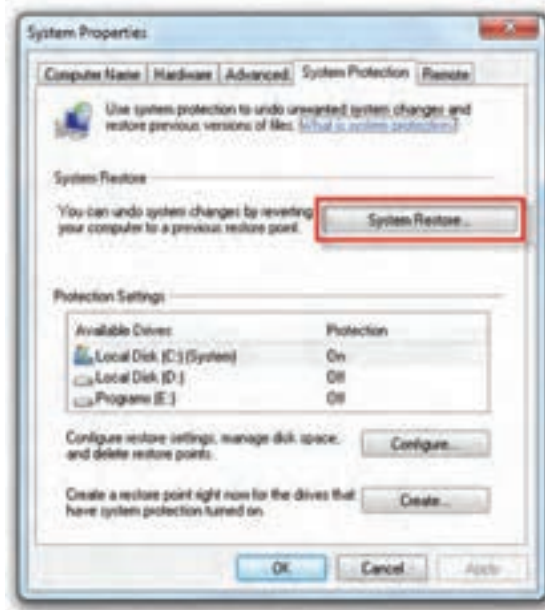 System Properties
Computer Name Hardware Advanced System Protection Remote
Use system protection to undo unwanted system changes and
restore previous versions of files. What is system protection?
System Restore
You can undo system changes by reverting
your computer to a previous restore point.
System Restore...
Protection Settings
Available Drives Protection
Local Disk (C:) (System) On
Local Disk (D:) Off
Programs (E:) Off
Configure restore settings, manage disk space,
and delete restore points.
Configure...
Create a restore point right now for the drives that
have system protection turned on.
Create...
OK Cancel Apply